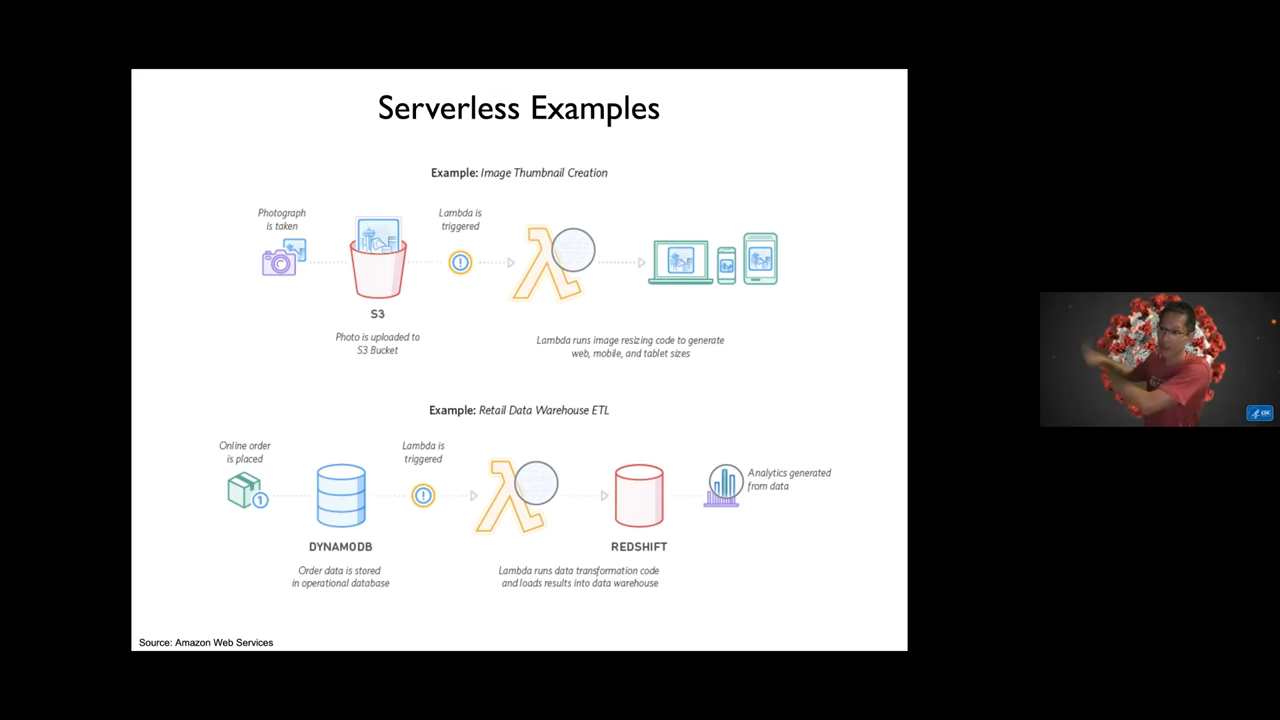 Serverless Examples
Example: Image Thumbnail Creation
Photograph
is taken
Lambda is
triggered
S3
Photo is uploaded to
S3 Bucket
Lambda runs image resizing code to generate
web, mobile, and tablet sizes
Example: Retail Data Warehouse ETL
Online order
is placed
Lambda is
triggered
1
Analytics generated
from data
DYNAMODB
REDSHIFT
Order data is stored
in operational database
Lambda runs data transformation code
and loads results into data warehouse
Source: Amazon Web Services
CDC